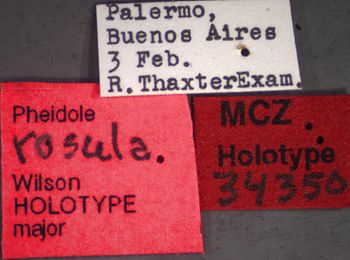 Palermo,
Buenos Aires
3 Feb.
R.ThaxterExam.
Pheidole
rosula.
Wilson
HOLOTYPE
major
MCZ
Holotype
34350